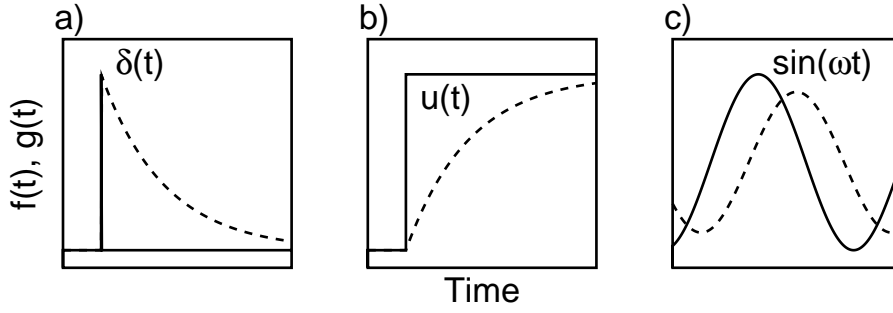 a)
b)
c)
δ(t)
u(t)
sin(ωt)
f(t), g(t)
Time